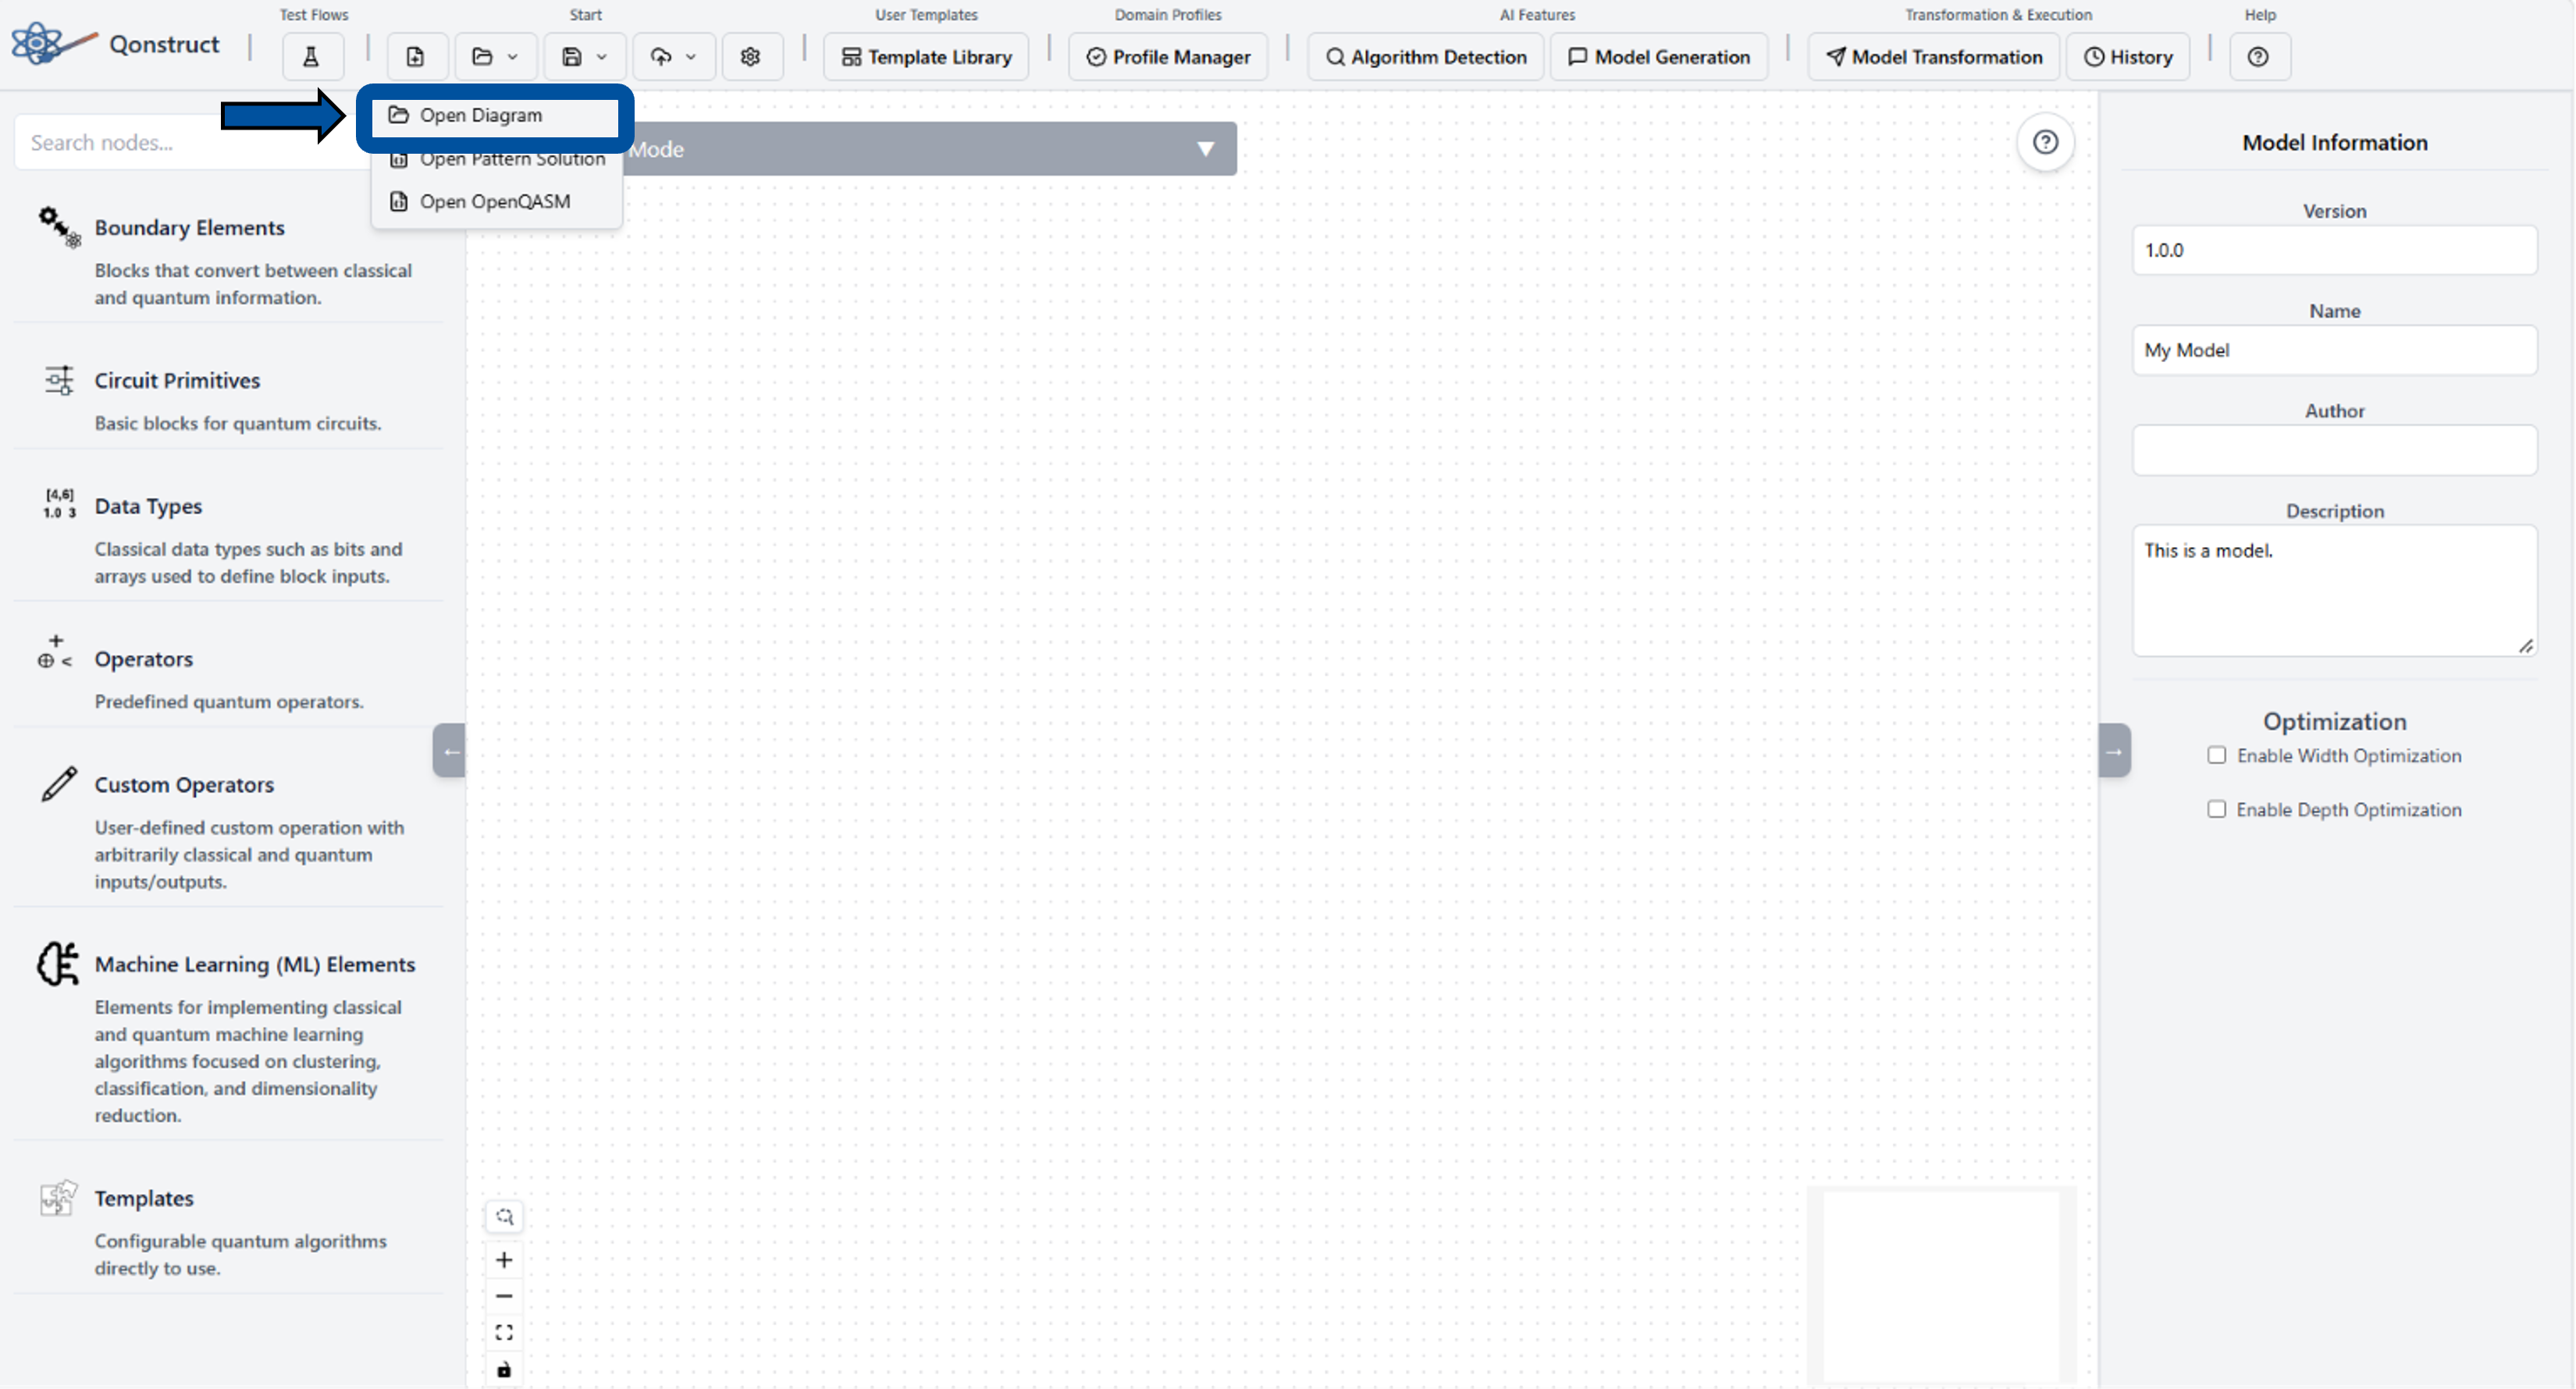 Test Flows
Start
User Templates
Domain Profiles
AI Features
Transformation & Execution
Help
Qonstruct
Template Library
Profile Manager
Algorithm Detection
Model Generation
Model Transformation
History
Open Diagram
Open Pattern Solution
Open OpenQASM
Search nodes...
Mode
Boundary Elements
Blocks that convert between classical
and quantum information.
Circuit Primitives
Basic blocks for quantum circuits.
[4,6]
1.0 3
Data Types
Classical data types such as bits and
arrays used to define block inputs.
Operators
Predefined quantum operators.
Custom Operators
User-defined custom operation with
arbitrarily classical and quantum
inputs/outputs.
Machine Learning (ML) Elements
Elements for implementing classical
and quantum machine learning
algorithms focused on clustering,
classification, and dimensionality
reduction.
Templates
Configurable quantum algorithms
directly to use.
Model Information
Version
1.0.0
Name
My Model
Author
Description
This is a model.
Optimization
Enable Width Optimization
Enable Depth Optimization